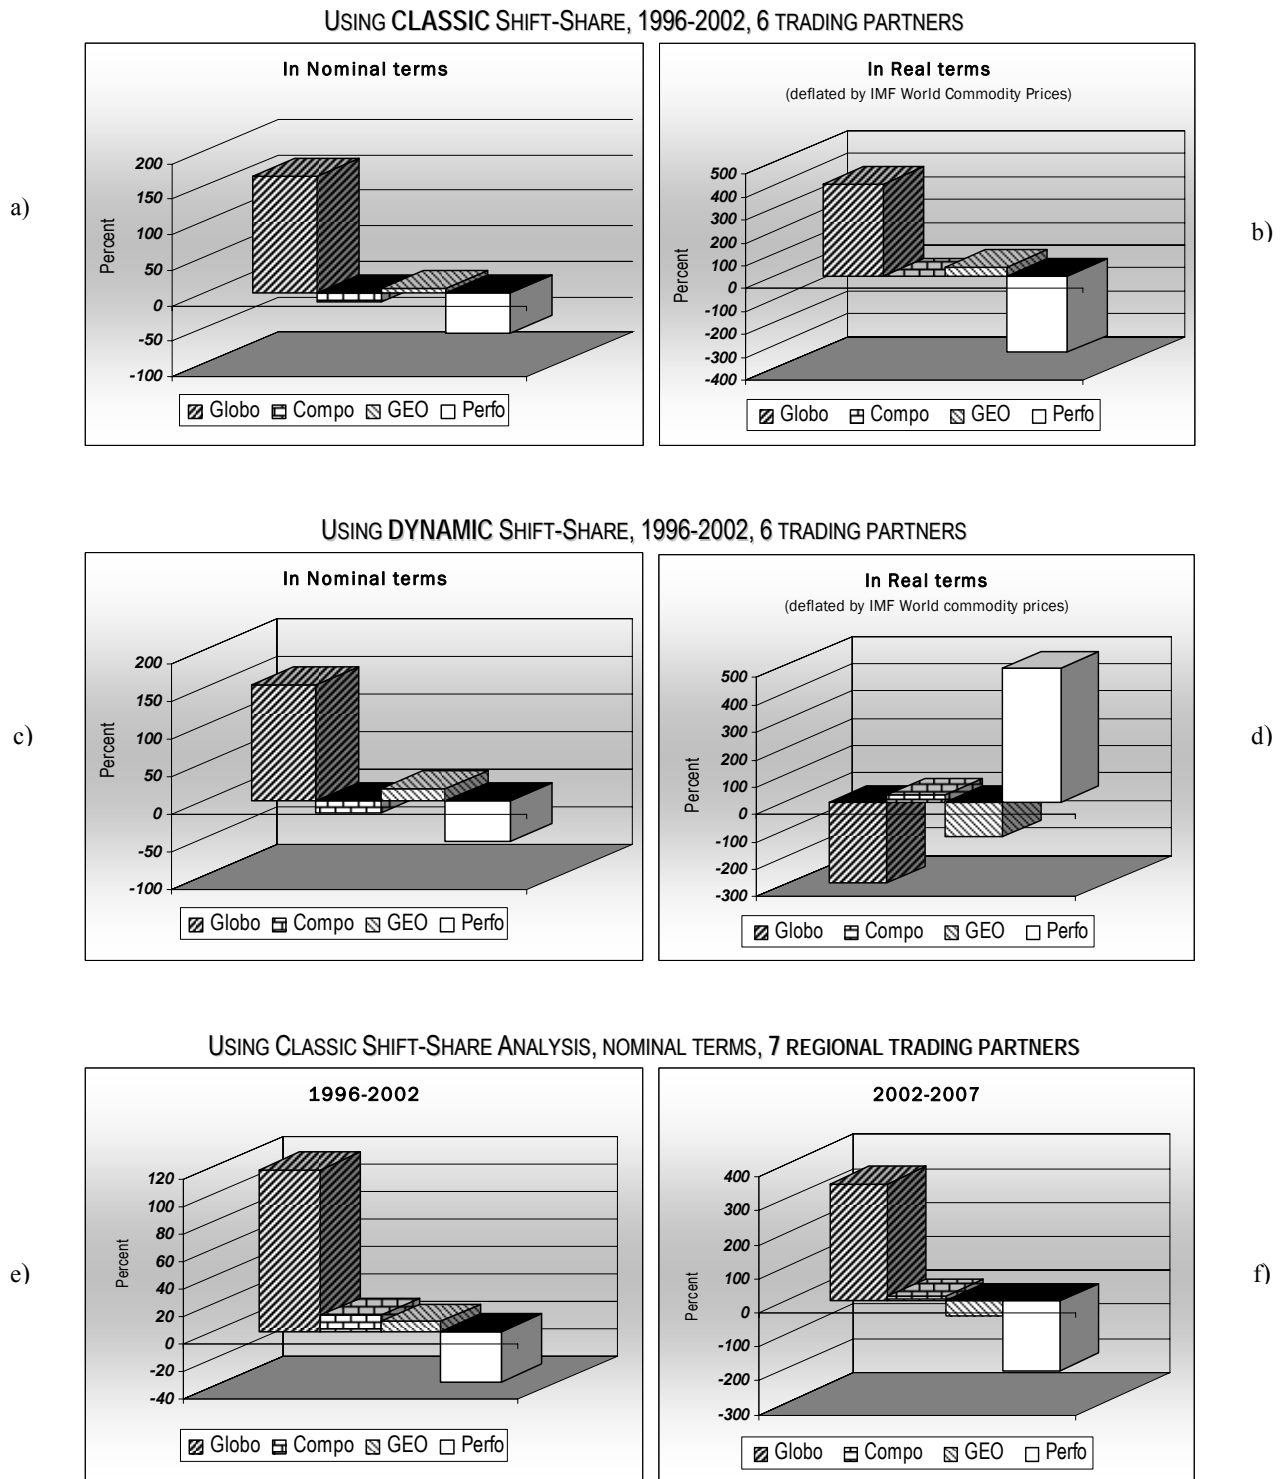 USING CLASSIC SHIFT-SHARE, 1996-2002, 6 TRADING PARTNERS
a)
In Nominal terms
Percent
200
150
100
50
0
-50
-100
Globo Compo GEO Perfo
In Real terms
(deflated by IMF World Commodity Prices)
Percent
500
400
300
200
100
0
-100
-200
-300
-400
Globo Compo GEO Perfo
b)
USING DYNAMIC SHIFT-SHARE, 1996-2002, 6 TRADING PARTNERS
c)
In Nominal terms
Percent
200
150
100
50
0
-50
-100
Globo Compo GEO Perfo
In Real terms
(deflated by IMF World commodity prices)
Percent
500
400
300
200
100
0
-100
-200
-300
Globo Compo GEO Perfo
d)
USING CLASSIC SHIFT-SHARE ANALYSIS, NOMINAL TERMS, 7 REGIONAL TRADING PARTNERS
e)
1996-2002
Percent
120
100
80
60
40
20
0
-20
-40
Globo Compo GEO Perfo
2002-2007
Percent
400
300
200
100
0
-100
-200
-300
Globo Compo GEO Perfo
f)